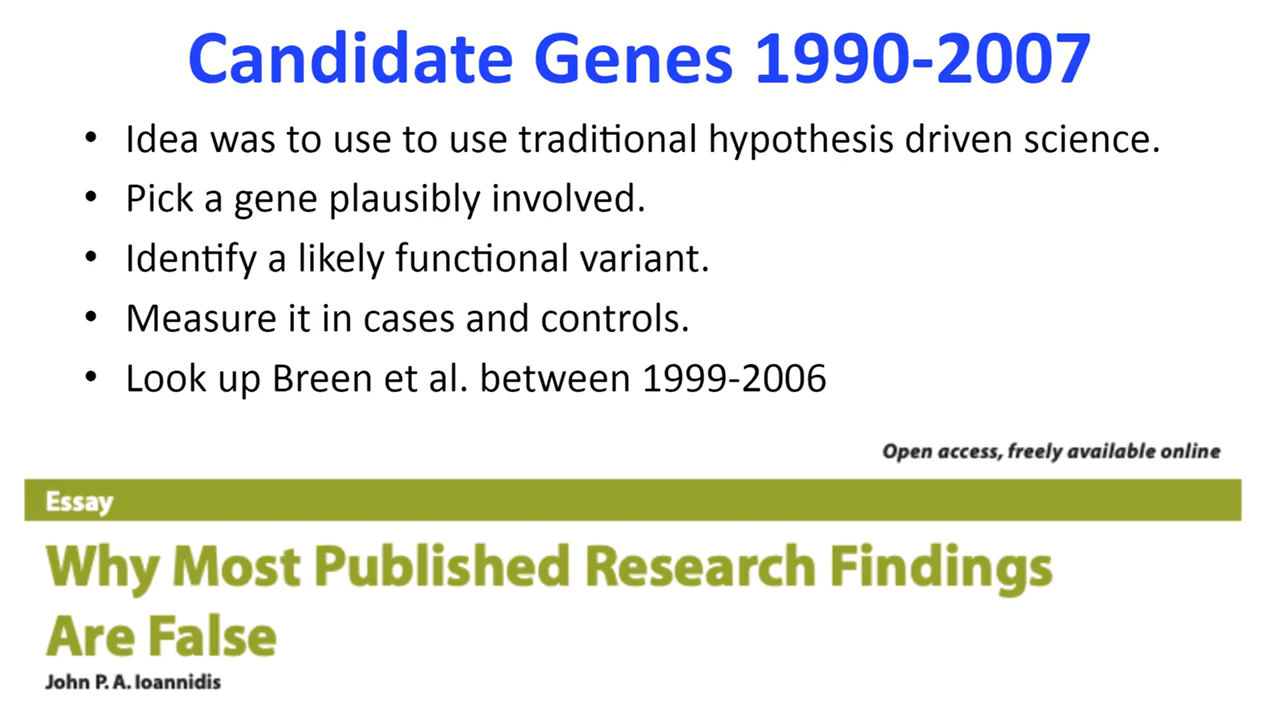 Candidate Genes 1990-2007
• Idea was to use to use traditional hypothesis driven science.
• Pick a gene plausibly involved.
• Identify a likely functional variant.
• Measure it in cases and controls.
• Look up Breen et al. between 1999-2006
Open access, freely available online
Essay
Why Most Published Research Findings
Are False
John P. A. Ioannidis